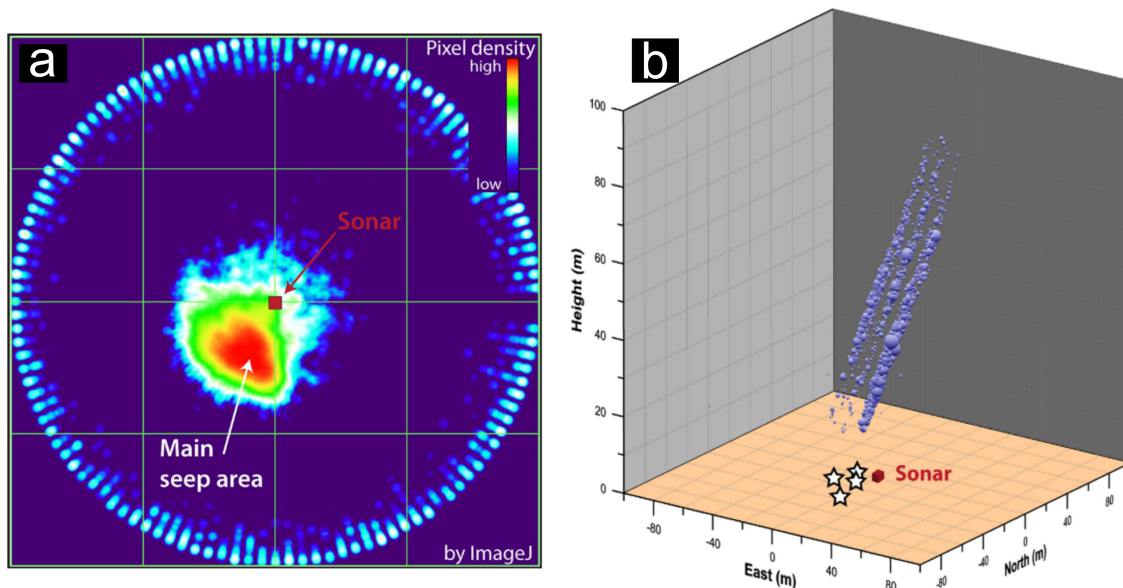 a
Pixel density
high
low
Sonar
Main
seep area
by ImageJ
b
100
80
60
40
20
0
Height (m)
Sonar
-80
-40
0
40
80
East (m)
-80
-40
0
40
80
North (m)